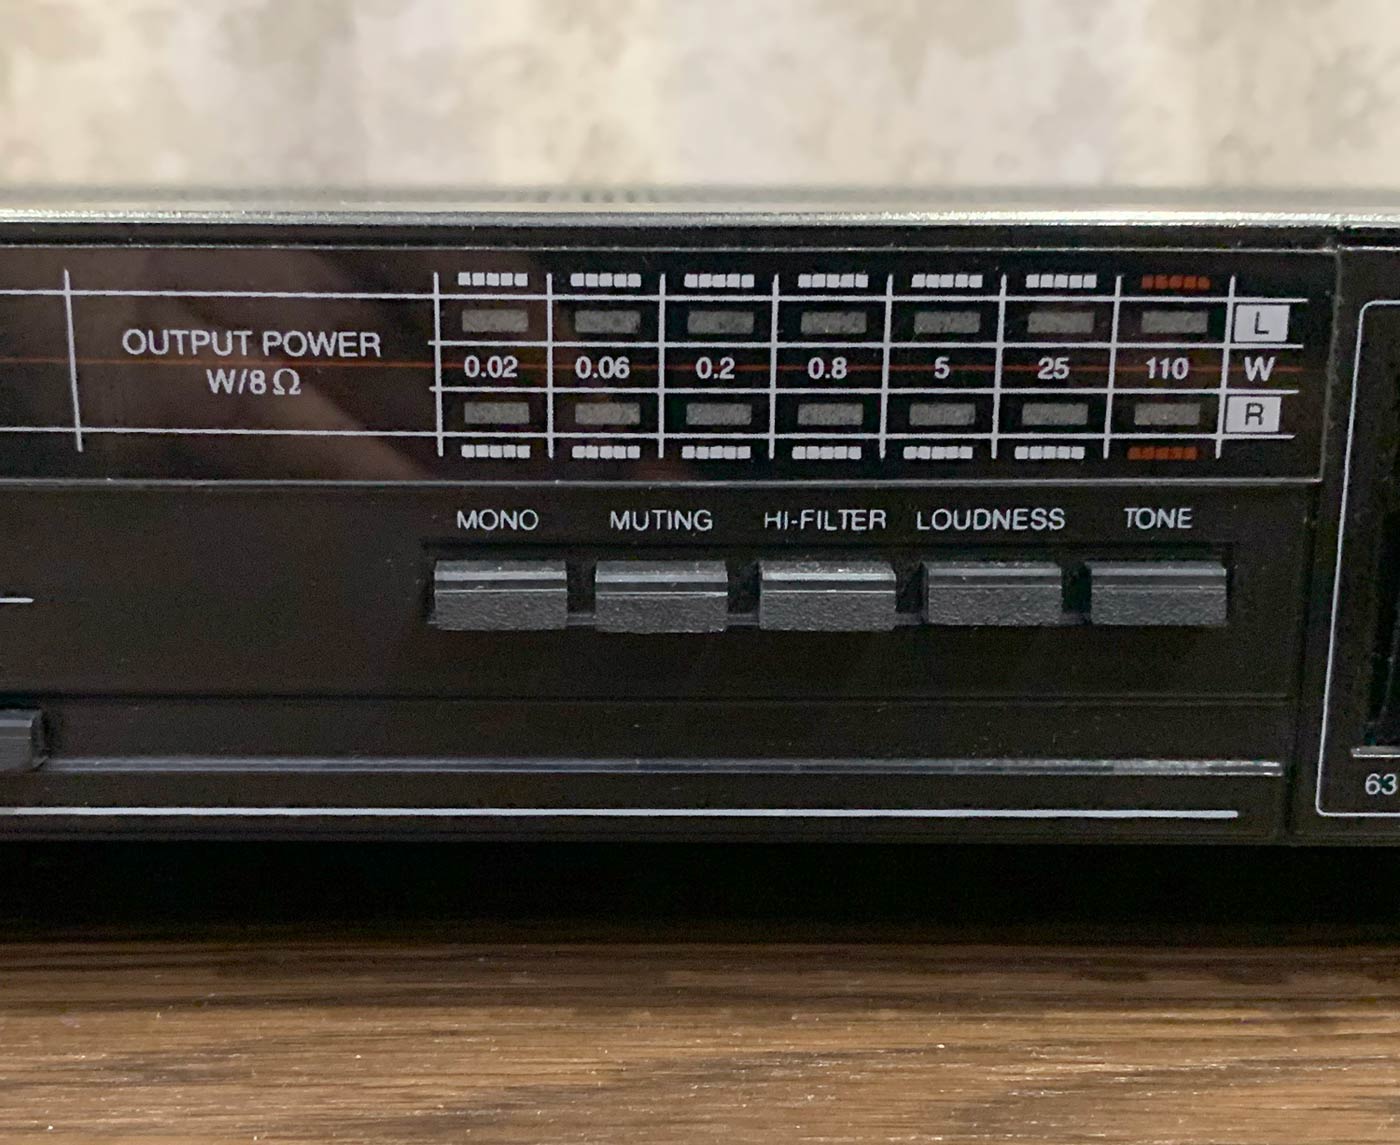 L
OUTPUT POWER
W/8 Ω
0.02 0.06 0.2 0.8 5 25 110 W
R
MONO MUTING HI-FILTER LOUDNESS TONE
63